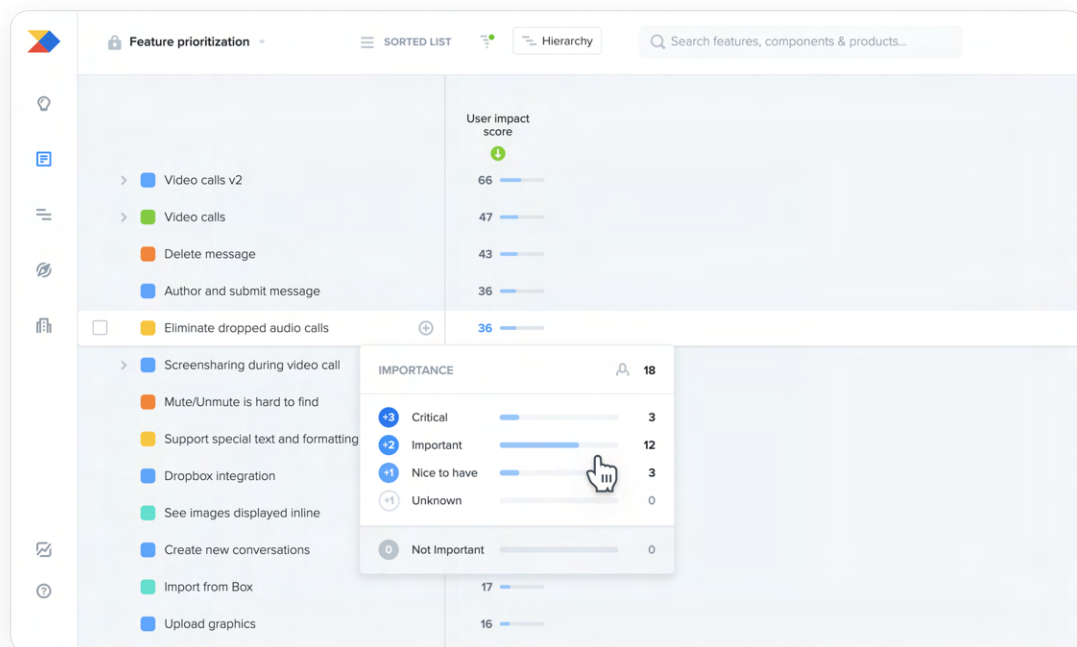 Feature prioritization
SORTED LIST
Hierarchy
Search features, components & products...
User impact
score
Video calls v2 66
Video calls 47
Delete message 43
Author and submit message 36
Eliminate dropped audio calls 36
Screensharing during video call
Mute/Unmute is hard to find
Support special text and formatting
Dropbox integration
See images displayed inline
Create new conversations
Import from Box 17
Upload graphics 16
IMPORTANCE 18
+3 Critical 3
+2 Important 12
+1 Nice to have 3
+1 Unknown 0
0 Not Important 0